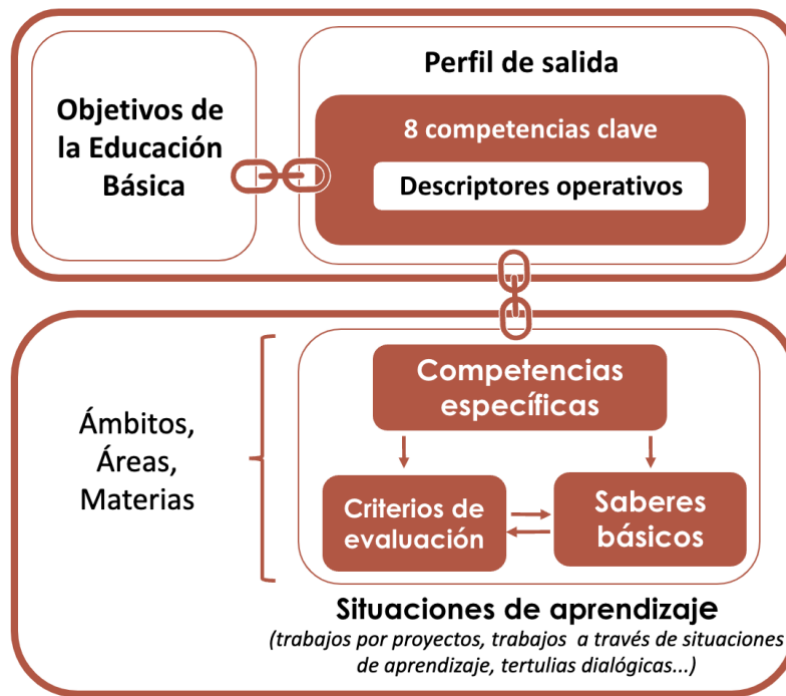 Objetivos de
la Educación
Básica
Perfil de salida
8 competencias clave
Descriptores operativos
Ámbitos,
Áreas,
Materias
Competencias
específicas
Criterios de
evaluación
Saberes
básicos
Situaciones de aprendizaje
(trabajos por proyectos, trabajos a través de situaciones
de aprendizaje, tertulias dialógicas...)